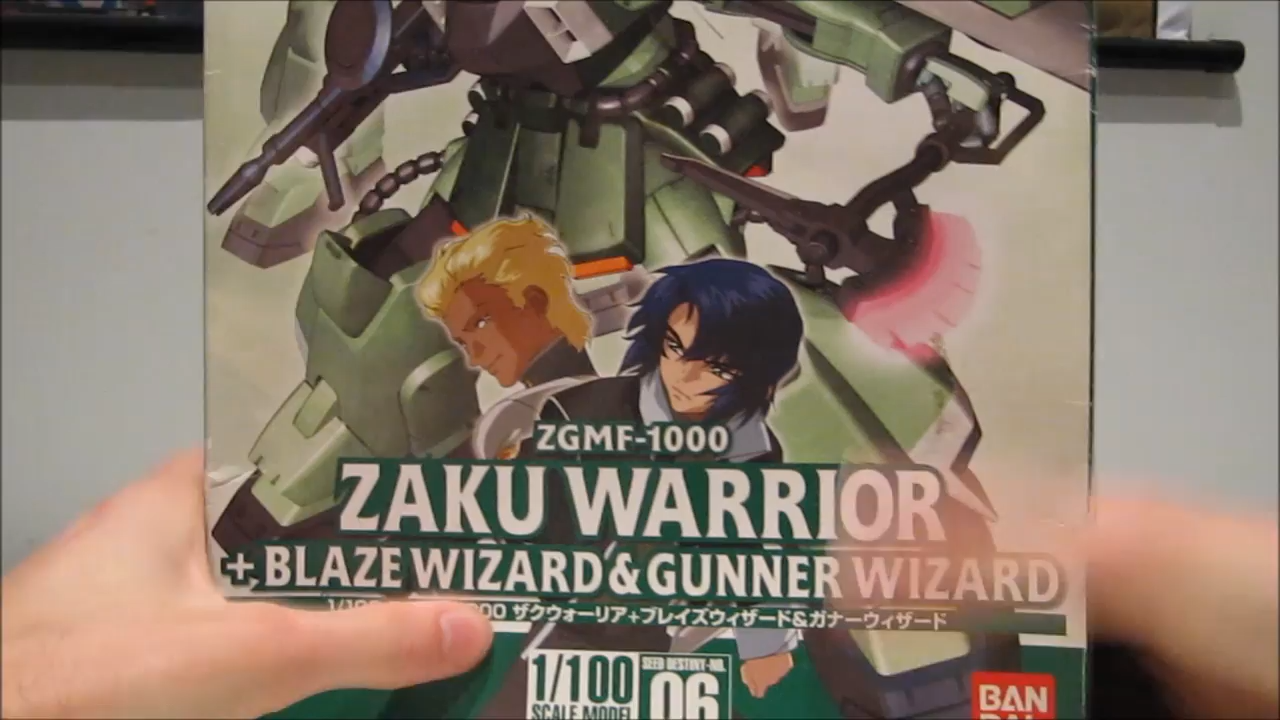 ZGMF-1000
ZAKU WARRIOR
+BLAZE WIZARD&GUNNER WIZARD
ザクウォーリア+ブレイズウィザード&ガナーウィザード
1/100
SCALE MODEL
SEED DESTINY-NO.
06
BAN
DAI